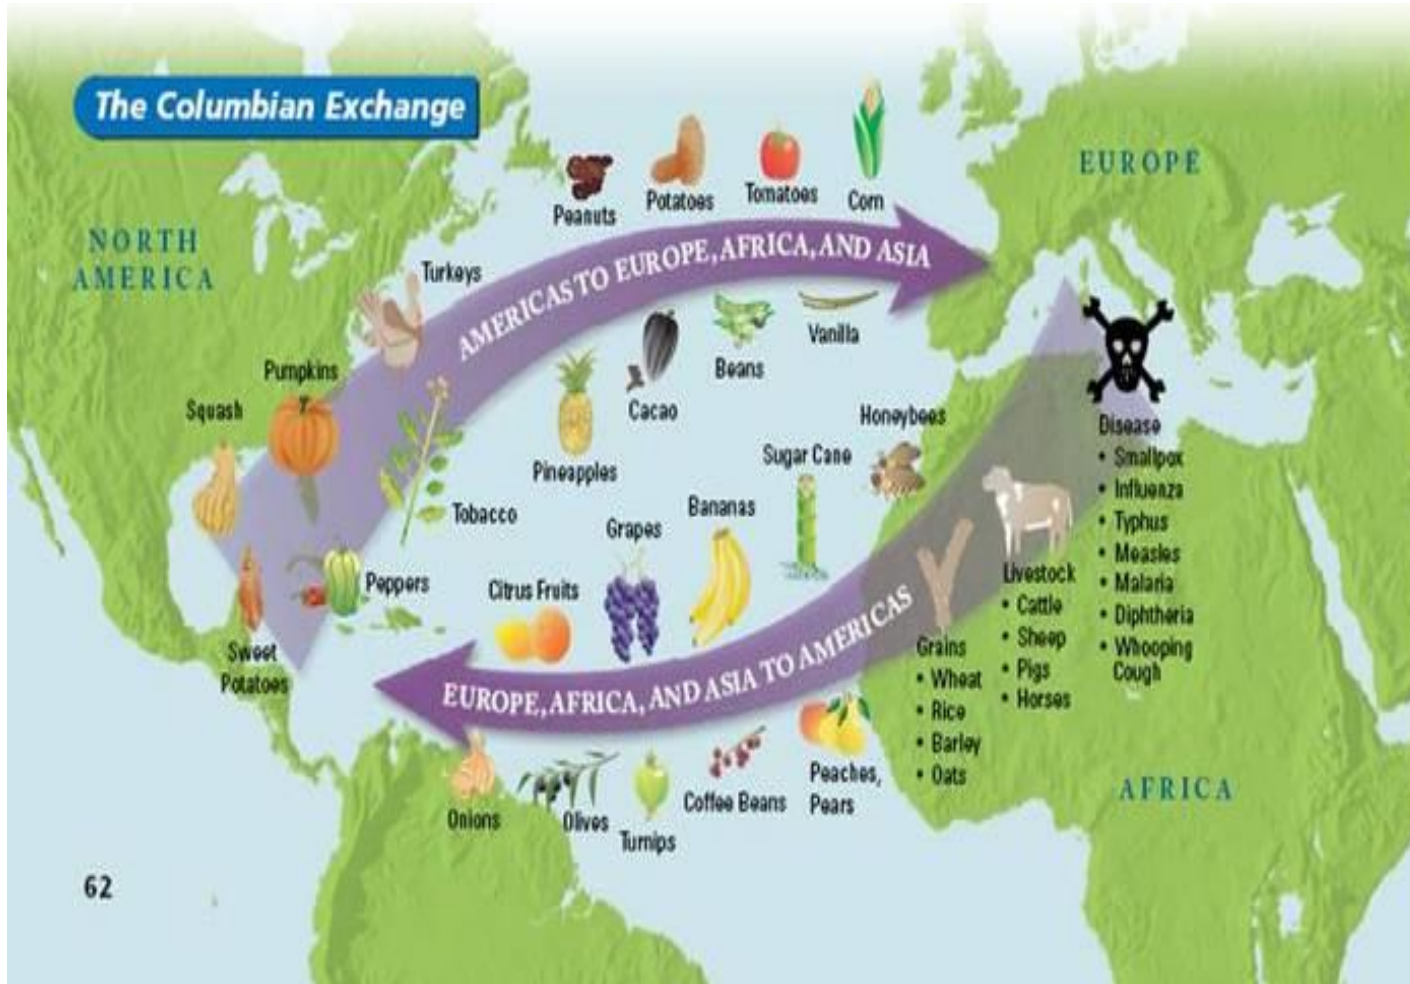 The Columbian Exchange
NORTH
AMERICA
EUROPE
Peanuts
Potatoes
Tomatoes
Corn
AMERICAS TO EUROPE, AFRICA, AND ASIA
Turkeys
Pumpkins
Squash
Pineapples
Cacao
Beans
Vanilla
Tobacco
Peppers
Sweet
Potatoes
Honeybees
Sugar Cane
Bananas
Grapes
Citrus Fruits
EUROPE, AFRICA, AND ASIA TO AMERICAS
Onions
Olives
Turnips
Coffee Beans
Peaches,
Pears
Grains
• Wheat
• Rice
• Barley
• Oats
Livestock
• Cattle
• Sheep
• Pigs
• Horses
Disease
• Smallpox
• Influenza
• Typhus
• Measles
• Malaria
• Diphtheria
• Whooping
Cough
AFRICA
62